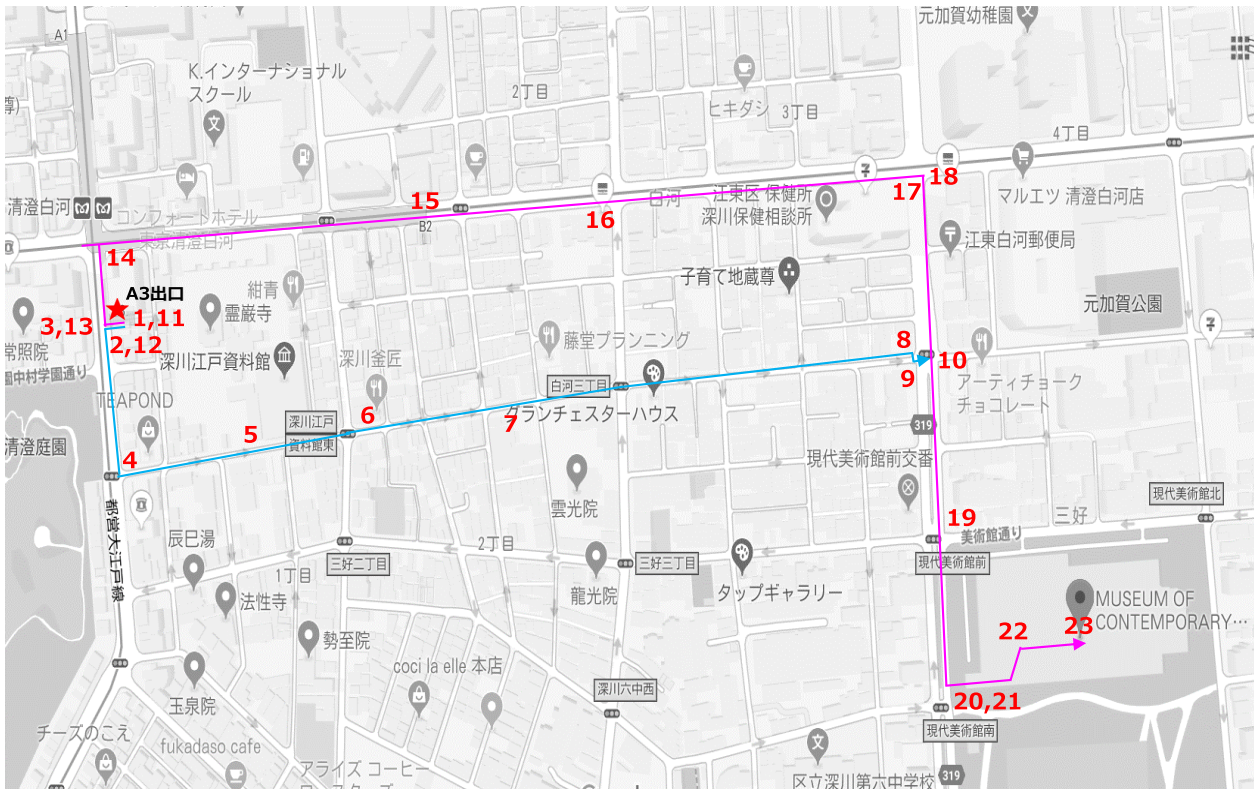 元加賀幼稚園
A1
K.インターナショナル
スクール
2丁目
ヒキダシ
3丁目
4丁目
マルエツ 清澄白河店
清澄白河
コンフォートホテル
東京清澄白河
15
B2
16
白河
江東区 保健所
深川保健相談所
17
18
江東白河郵便局
14
A3出口
1,11
3,13
2,12
常照院
紺青
霊巌寺
子育て地蔵尊
元加賀公園
深川江戸資料館
深川釜匠
藤堂プランニング
8
10
9
園中村学園通り
TEAPOND
白河三丁目
グランチェスターハウス
アーティチョーク
チョコレート
深川江戸
資料館東
6
5
7
319
清澄庭園
4
現代美術館前交番
都営大江戸線
雲光院
現代美術館北
19
三好
美術館通り
辰巳湯
2丁目
三好二丁目
三好三丁目
現代美術館前
1丁目
法性寺
龍光院
タップギャラリー
MUSEUM OF
CONTEMPORARY…
勢至院
22
23
coci la elle 本店
深川六中西
玉泉院
20,21
現代美術館南
チーズのこえ
fukadaso cafe
アライズ コーヒー
区立深川第六中学校
319